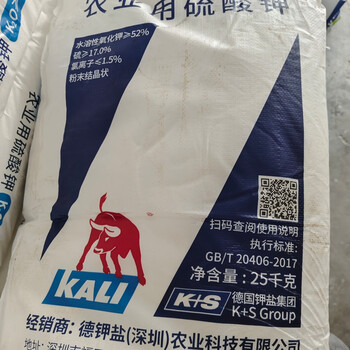 农业用硫酸钾
水溶性氧化钾≥52%
硫≥17.0%
氯离子≤1.5%
粉末结晶状
农业用硫酸钾
扫码查阅使用说明
执行标准:
GB/T 20406-2017
净含量:25千克
KALI
K+S
德国钾盐集团
K+S Group
经销商:德钾盐(深圳)农业科技有限公司